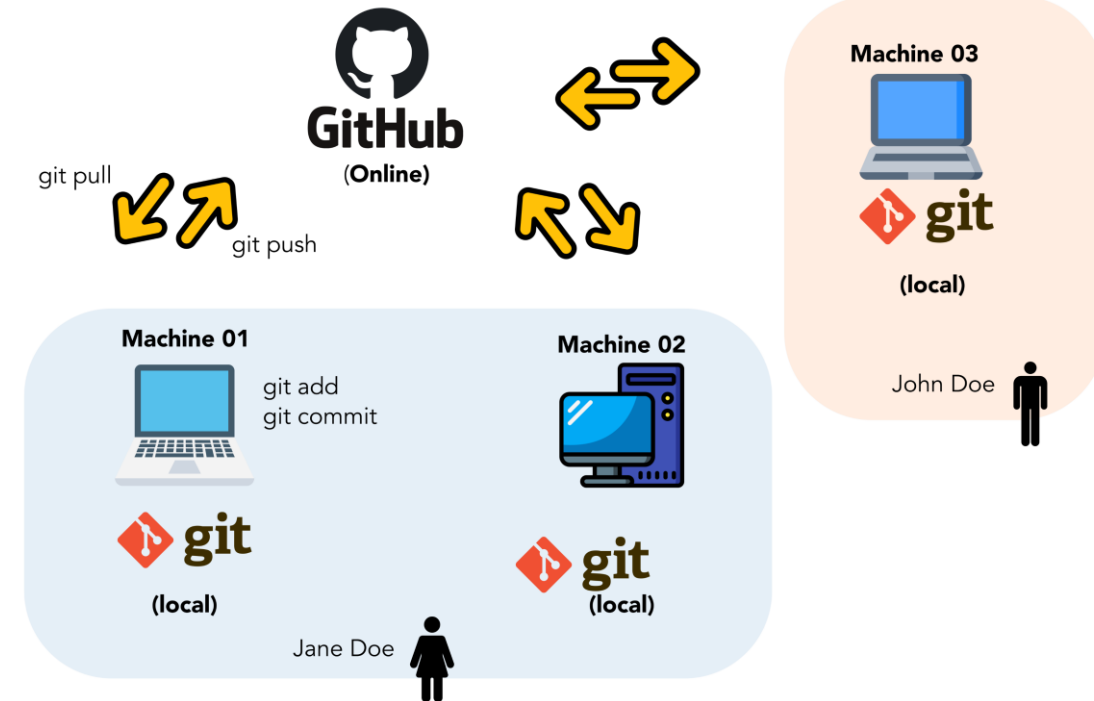 GitHub
(Online)
git pull
git push
Machine 03
git
(local)
John Doe
Machine 01
git add
git commit
git
(local)
Machine 02
git
(local)
Jane Doe